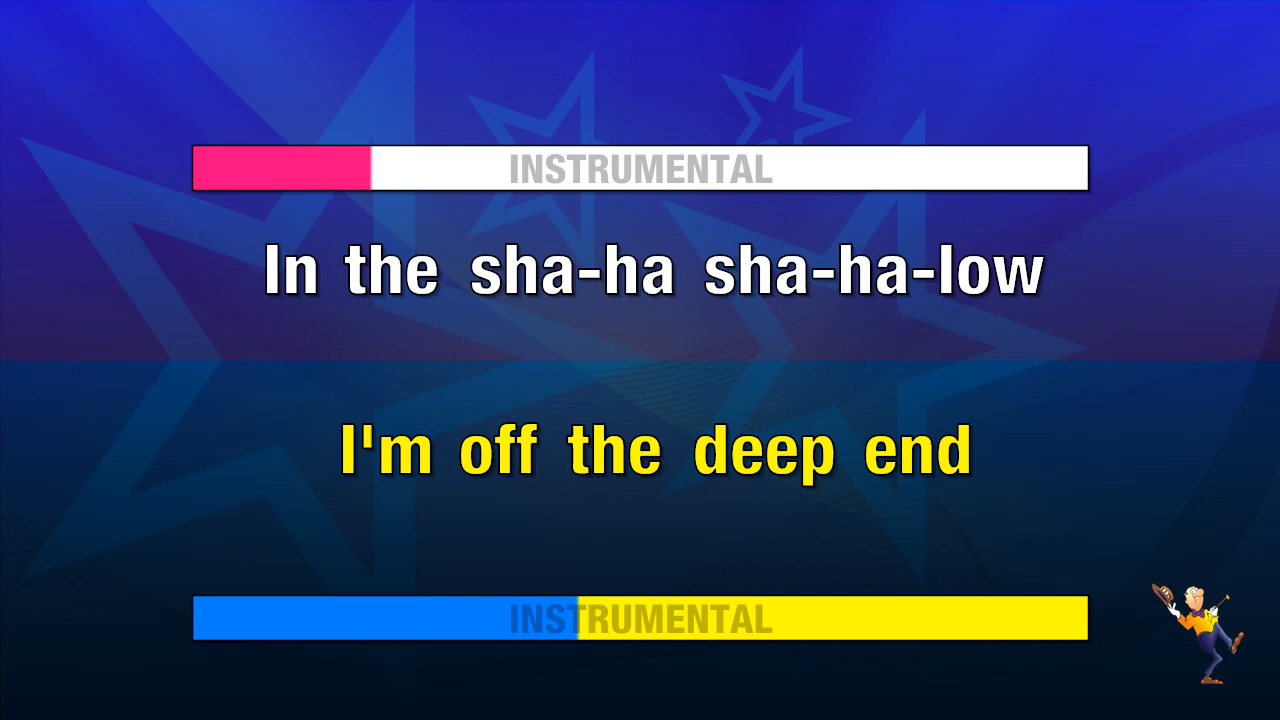 INSTRUMENTAL
In the sha-ha sha-ha-low
I'm off the deep end
INSTRUMENTAL